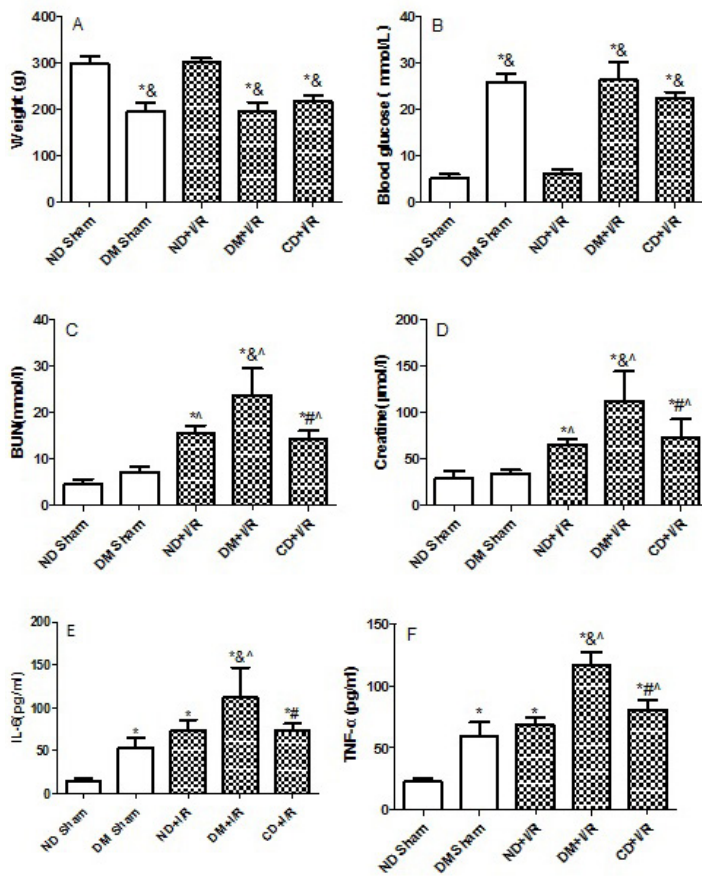 A
Weight (g)
400
300
200
100
0
*&
*&
*&
ND Sham
DM Sham
ND+I/R
DM+I/R
CD+I/R
B
Blood glucose ( mmol/L)
40
30
20
10
0
*&
*&
*&
ND Sham
DM Sham
ND+I/R
DM+I/R
CD+I/R
C
BUN(mmol/l)
40
30
20
10
0
*^
*&^
*#^
ND Sham
DM Sham
ND+I/R
DM+I/R
CD+I/R
D
Creatine(μmol/l)
200
150
100
50
0
*^
*&^
*#^
ND Sham
DM Sham
ND+I/R
DM+I/R
CD+I/R
E
IL-6(pg/ml)
200
150
100
50
0
*
*
*&^
*#
ND Sham
DM Sham
ND+I/R
DM+I/R
CD+I/R
F
TNF-α (pg/ml)
150
100
50
0
*
*
*&^
*#^
ND Sham
DM Sham
ND+I/R
DM+I/R
CD+I/R